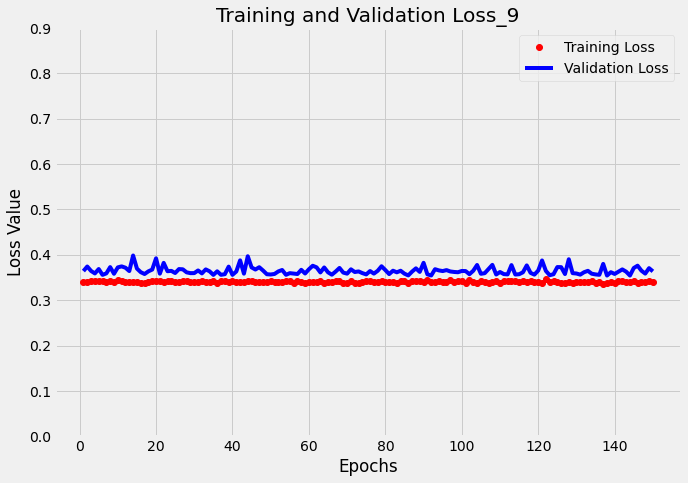 Training and Validation Loss_9
Training Loss
Validation Loss
Loss Value
0.9
0.8
0.7
0.6
0.5
0.4
0.3
0.2
0.1
0.0
0 20 40 60 80 100 120 140
Epochs